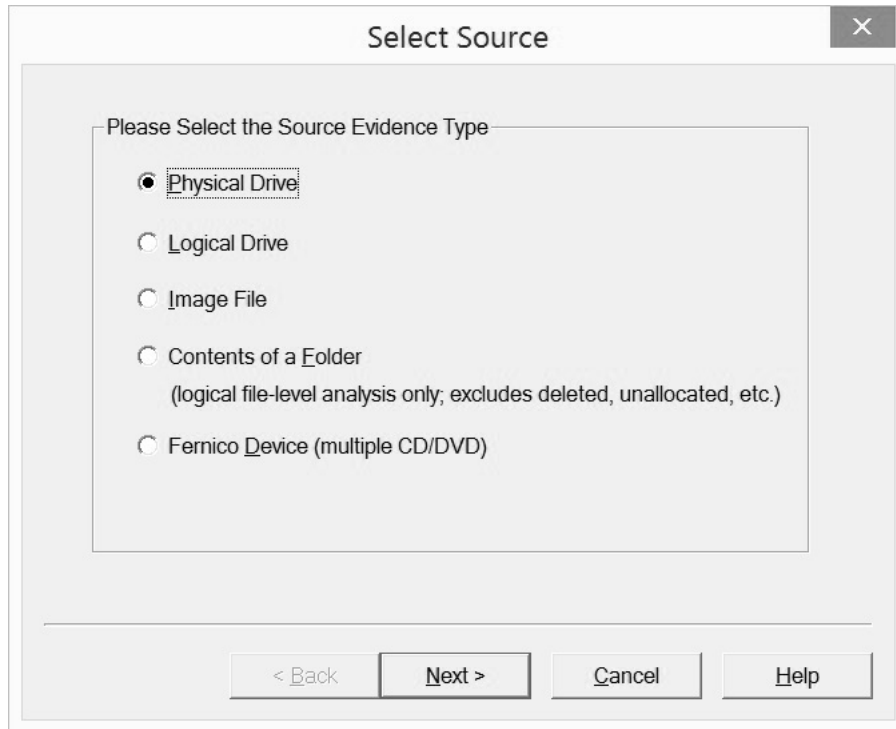 Select Source
Please Select the Source Evidence Type
Physical Drive
Logical Drive
Image File
Contents of a Folder
(logical file-level analysis only; excludes deleted, unallocated, etc.)
Fernico Device (multiple CD/DVD)
< Back Next > Cancel Help